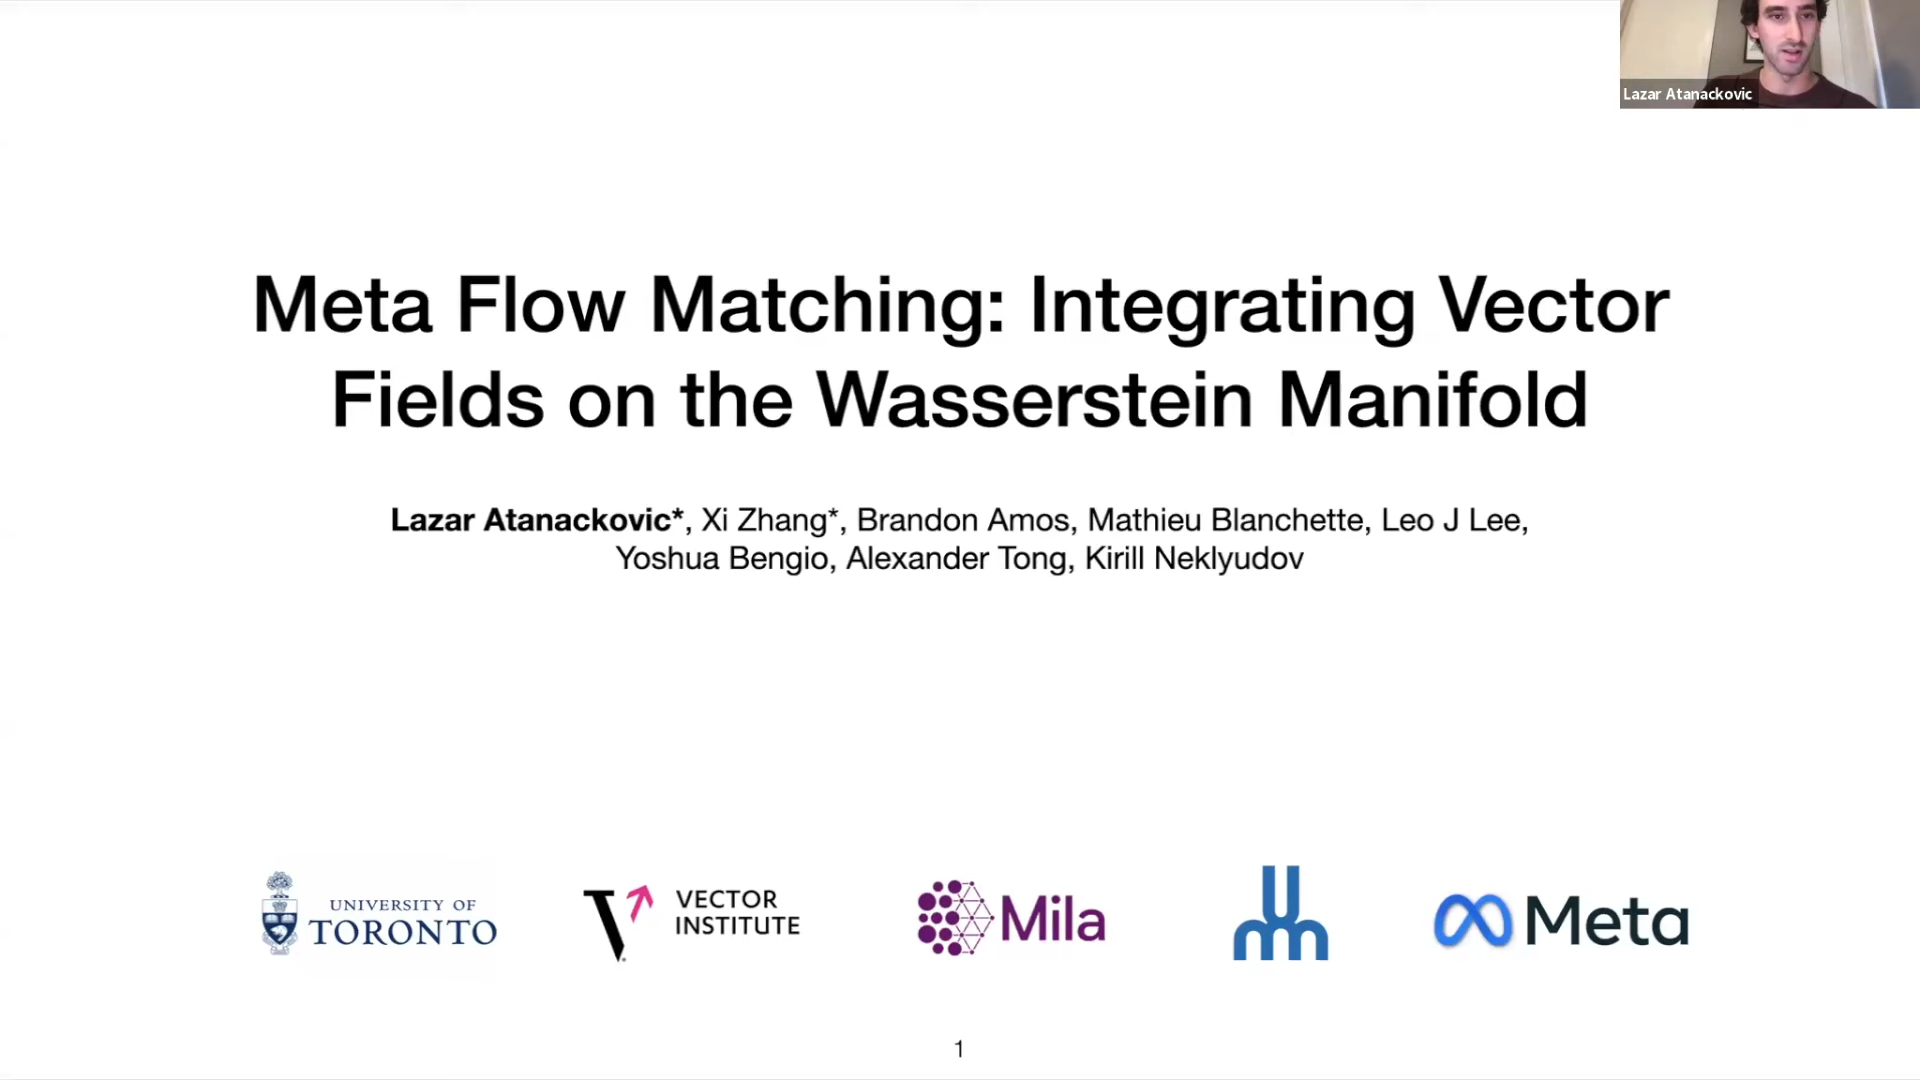 Lazar Atanackovic
Meta Flow Matching: Integrating Vector
Fields on the Wasserstein Manifold
Lazar Atanackovic*, Xi Zhang*, Brandon Amos, Mathieu Blanchette, Leo J Lee,
Yoshua Bengio, Alexander Tong, Kirill Neklyudov
UNIVERSITY OF
TORONTO
VECTOR
INSTITUTE
Mila
Meta
1